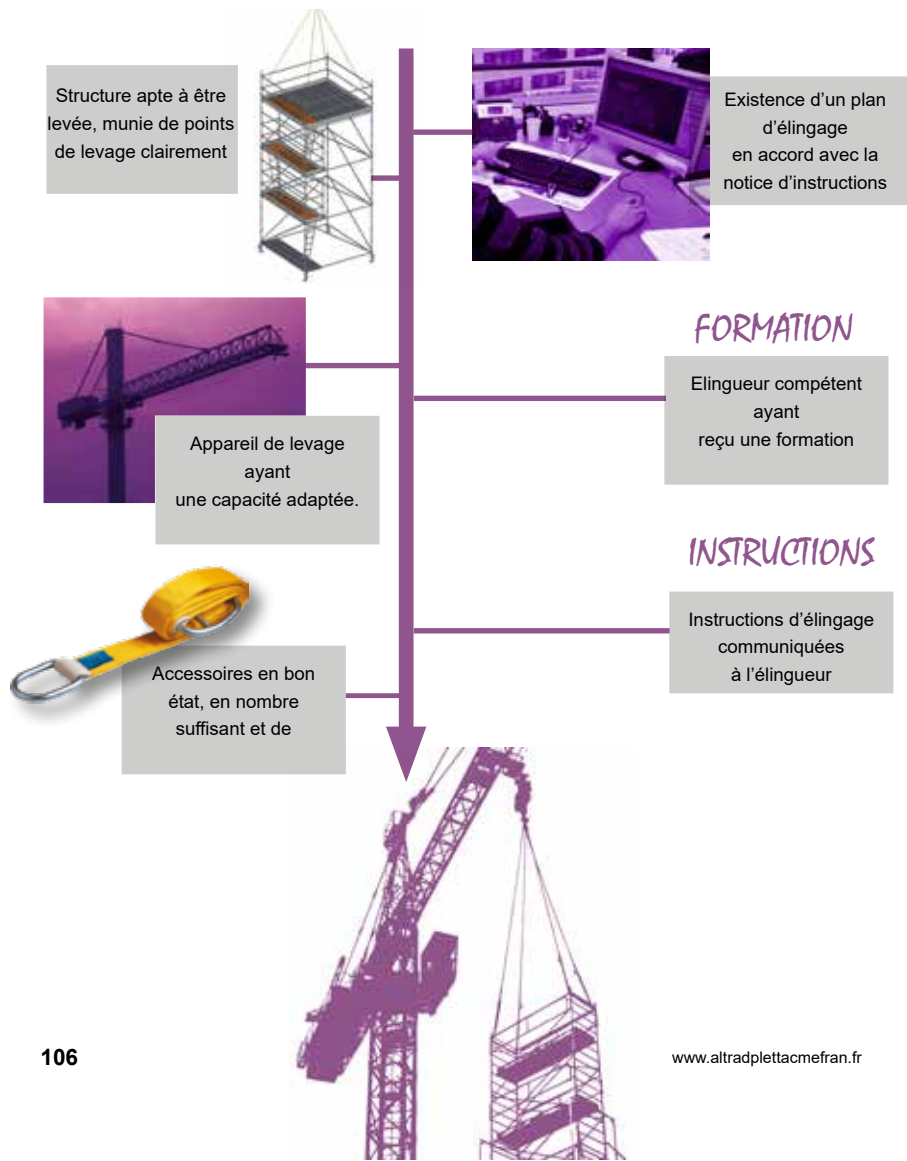 Structure apte à être
levée, munie de points
de levage clairement
Existence d'un plan
d'élingage
en accord avec la
notice d'instructions
Appareil de levage
ayant
une capacité adaptée.
FORMATION
Elingueur compétent
ayant
reçu une formation
INSTRUCTIONS
Instructions d'élingage
communiquées
à l'élingueur
Accessoires en bon
état, en nombre
suffisant et de
106
www.altradplettacmefran.fr